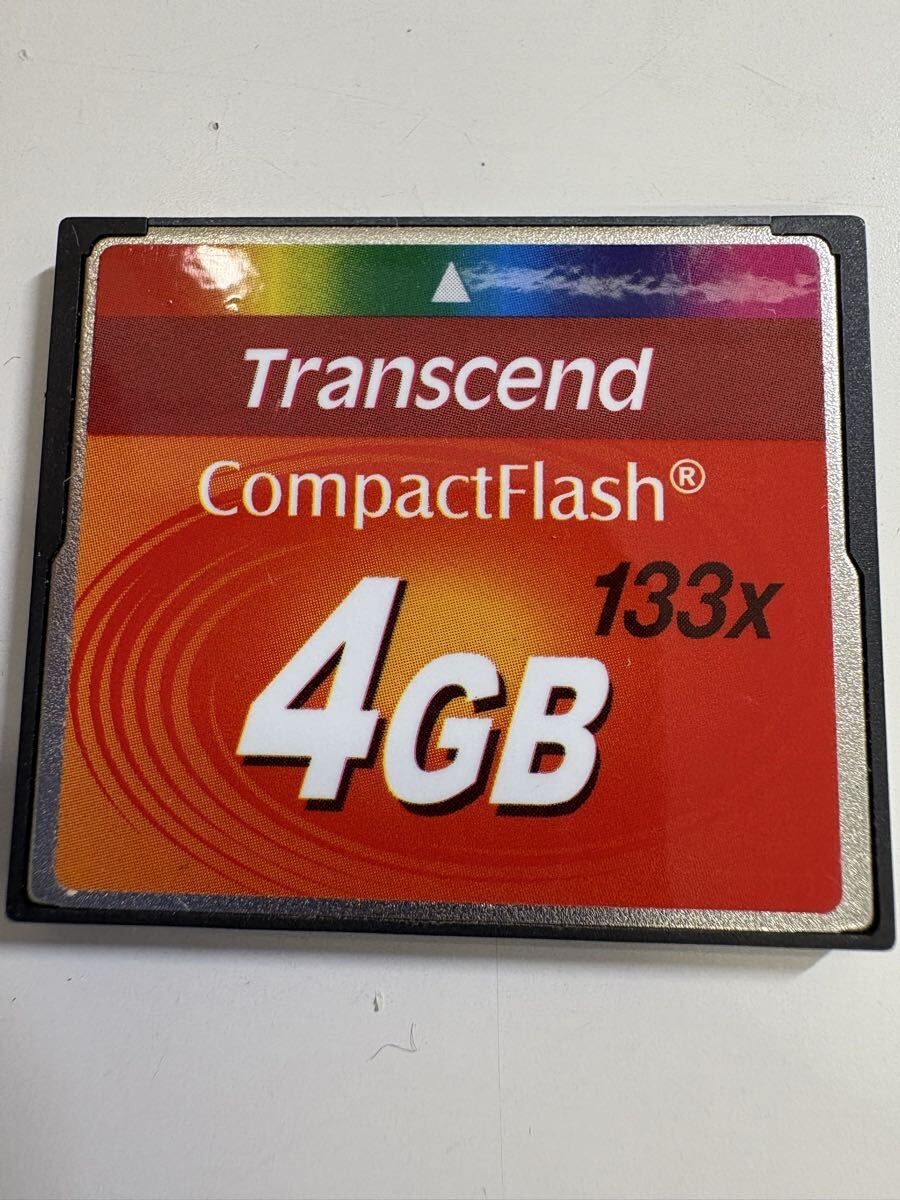 Transcend
CompactFlash®
133x
4GB